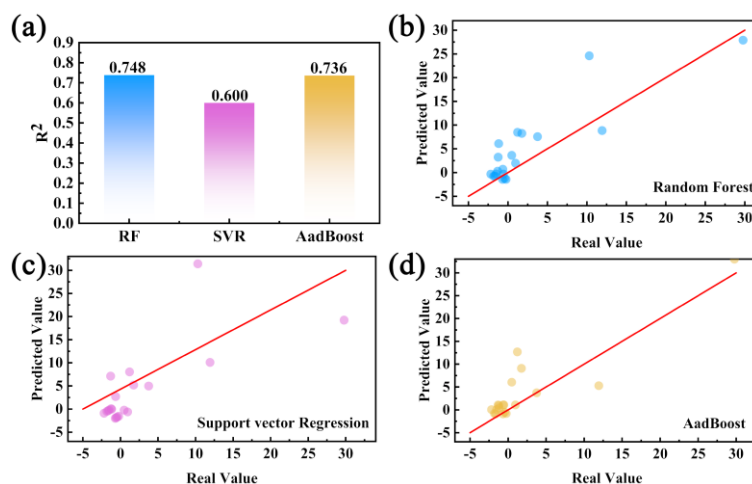 (a)
0.9
0.8
0.7
0.6
0.5
0.4
0.3
0.2
0.1
0.0
R²
0.748
0.600
0.736
RF
SVR
AadBoost
(b)
30
25
20
15
10
5
0
-5
Predicted Value
Random Forest
-5 0 5 10 15 20 25 30
Real Value
(c)
30
25
20
15
10
5
0
-5
Predicted Value
Support vector Regression
-5 0 5 10 15 20 25 30
Real Value
(d)
30
25
20
15
10
5
0
-5
Predicted Value
AadBoost
-5 0 5 10 15 20 25 30
Real Value